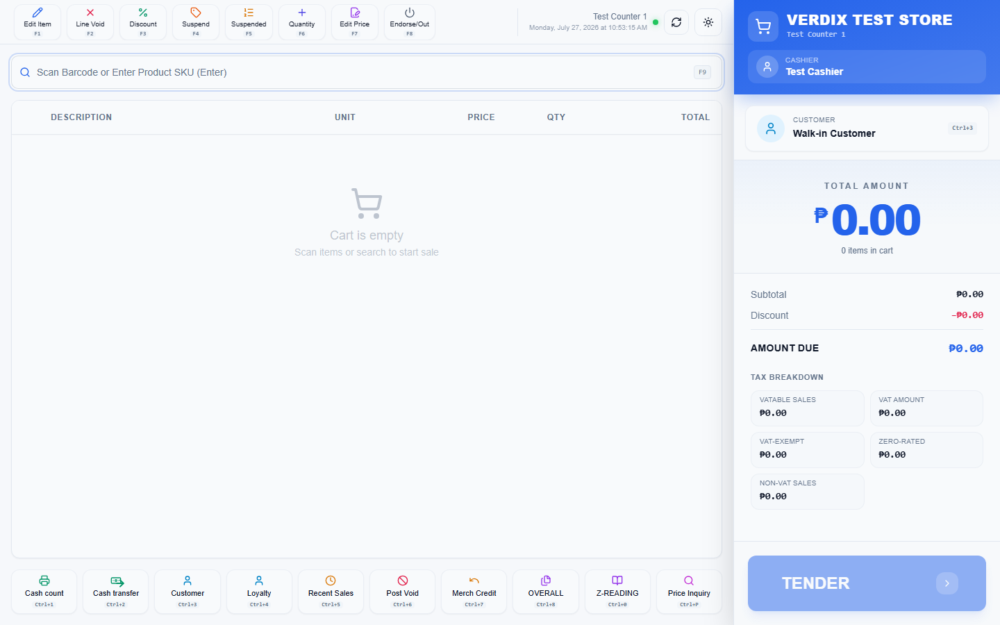 Edit Item
F1
Line Void
F2
Discount
F3
Suspend
F4
Suspended
F5
Quantity
F6
Edit Price
F7
Endorse/Out
F8
Test Counter 1
Monday, July 27, 2026 at 10:53:15 AM
Scan Barcode or Enter Product SKU (Enter)
F9
DESCRIPTION UNIT PRICE QTY TOTAL
Cart is empty
Scan items or search to start sale
Cash count
Ctrl+1
Cash transfer
Ctrl+2
Customer
Ctrl+3
Loyalty
Ctrl+4
Recent Sales
Ctrl+5
Post Void
Ctrl+6
Merch Credit
Ctrl+7
OVERALL
Ctrl+8
Z-READING
Ctrl+0
Price Inquiry
Ctrl+P
VERDIX TEST STORE
Test Counter 1
CASHIER
Test Cashier
CUSTOMER
Walk-in Customer
Ctrl+3
TOTAL AMOUNT
₱0.00
0 items in cart
Subtotal ₱0.00
Discount -₱0.00
AMOUNT DUE ₱0.00
TAX BREAKDOWN
VATABLE SALES
₱0.00
VAT AMOUNT
₱0.00
VAT-EXEMPT
₱0.00
ZERO-RATED
₱0.00
NON-VAT SALES
₱0.00
TENDER